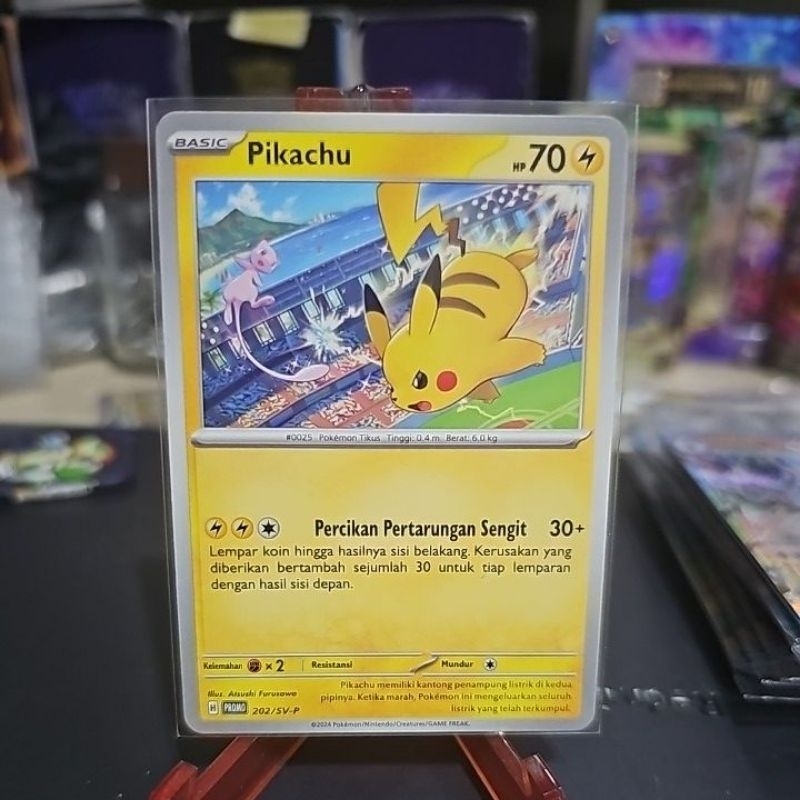 BASIC Pikachu HP 70
#0025 Pokémon Tikus Tinggi: 0,4 m Berat: 6,0 kg
Percikan Pertarungan Sengit 30+
Lempar koin hingga hasilnya sisi belakang. Kerusakan yang
diberikan bertambah sejumlah 30 untuk tiap lemparan
dengan hasil sisi depan.
Kelemahan ×2 Resistansi Mundur
Pikachu memiliki kantong penampung listrik di kedua
pipinya. Ketika marah, Pokémon ini mengeluarkan seluruh
listrik yang telah terkumpul.
Illus. Atsushi Furusawa
H PROMO 202/SV-P
©2024 Pokémon/Nintendo/Creatures/GAME FREAK.